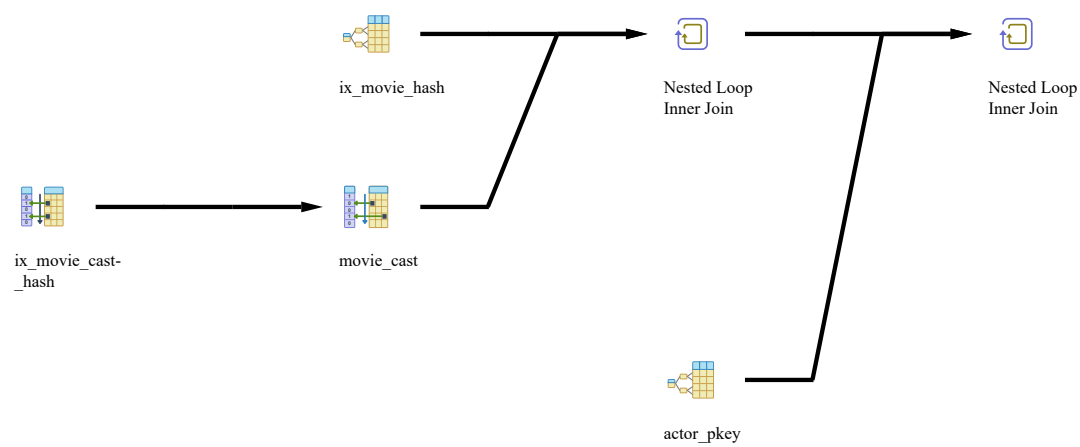 ix_movie_hash
Nested Loop
Inner Join
Nested Loop
Inner Join
ix_movie_cast-
_hash
movie_cast
actor_pkey